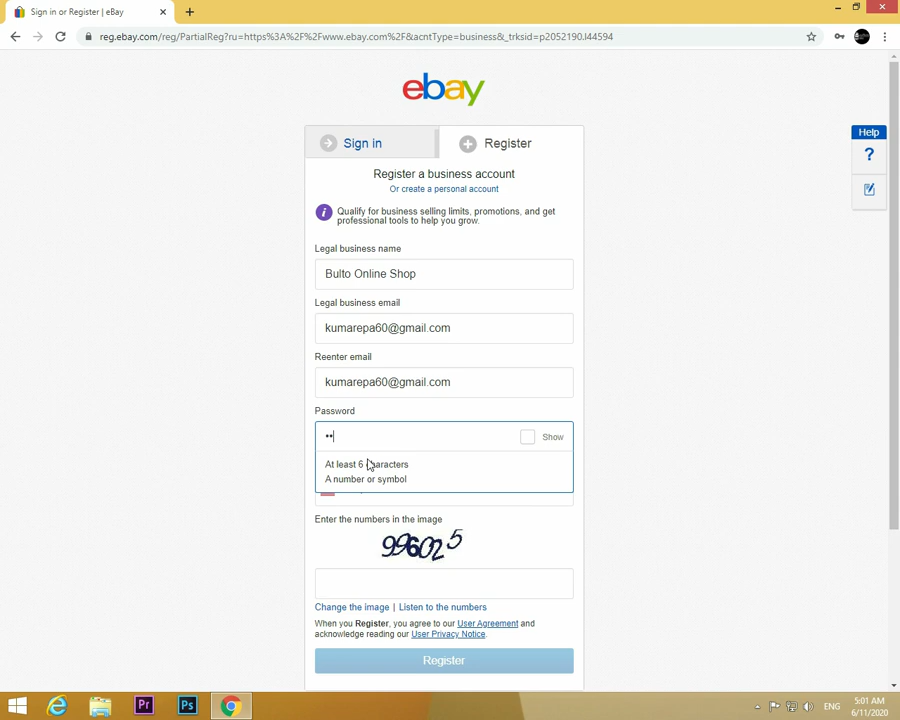 Sign in or Register | eBay
reg.ebay.com/reg/PartialReg?ru=https%3A%2F%2Fwww.ebay.com%2F&acntType=business&_trksid=p2052190.l44594
ebay
Help
?
Sign in
Register
Register a business account
Or create a personal account
i
Qualify for business selling limits, promotions, and get
professional tools to help you grow.
Legal business name
Bulto Online Shop
Legal business email
kumarepa60@gmail.com
Reenter email
kumarepa60@gmail.com
Password
••
Show
At least 6 characters
A number or symbol
Enter the numbers in the image
996025
Change the image | Listen to the numbers
When you Register, you agree to our User Agreement and
acknowledge reading our User Privacy Notice.
Register
Pr
Ps
ENG
5:01 AM
6/11/2020